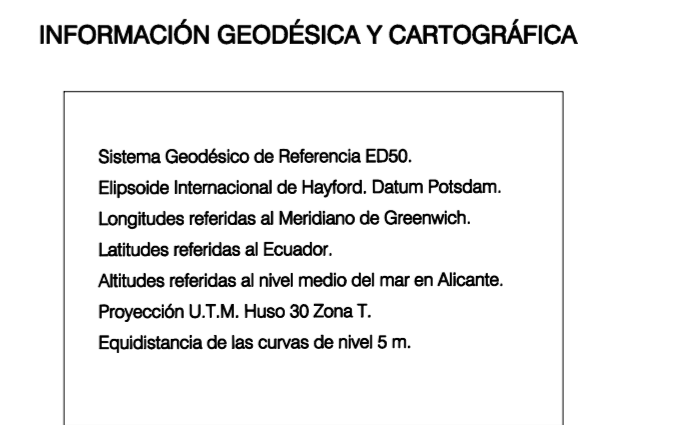 INFORMACIÓN GEODÉSICA Y CARTOGRÁFICA
Sistema Geodésico de Referencia ED50.
Elipsoide Internacional de Hayford. Datum Potsdam.
Longitudes referidas al Meridiano de Greenwich.
Latitudes referidas al Ecuador.
Altitudes referidas al nivel medio del mar en Alicante.
Proyección U.T.M. Huso 30 Zona T.
Equidistancia de las curvas de nivel 5 m.